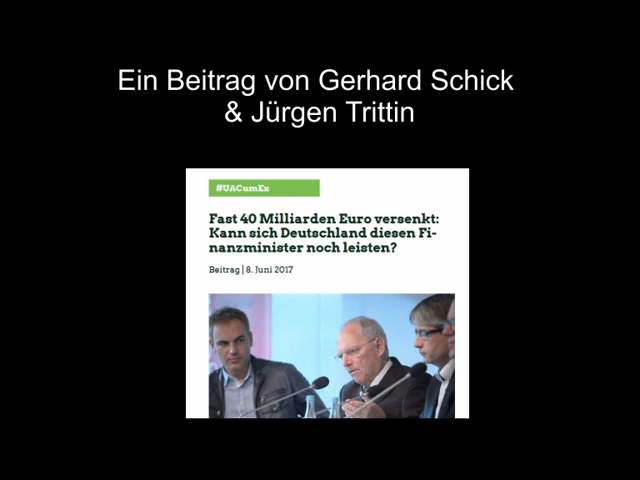 Ein Beitrag von Gerhard Schick
& Jürgen Trittin
#UACumEx
Fast 40 Milliarden Euro versenkt:
Kann sich Deutschland diesen Fi-
nanzminister noch leisten?
Beitrag | 8. Juni 2017